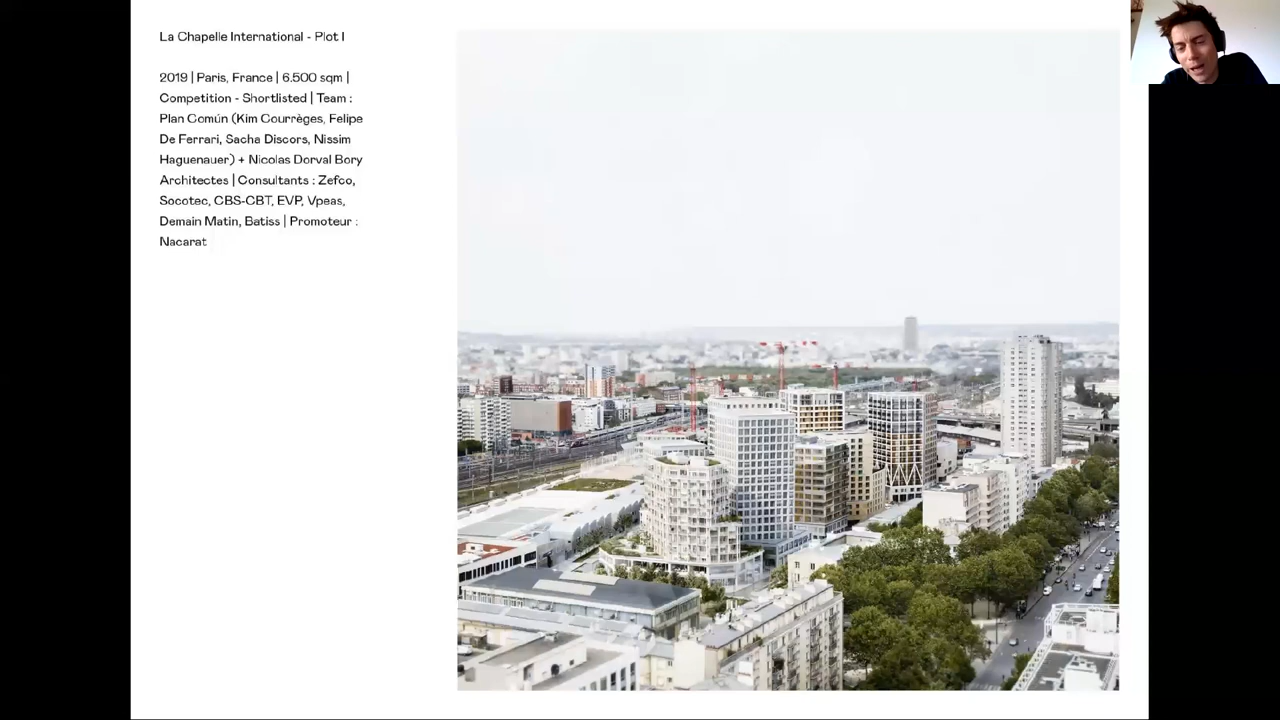 La Chapelle International - Plot I
2019 | Paris, France | 6.500 sqm |
Competition - Shortlisted | Team :
Plan Común (Kim Courrèges, Felipe
De Ferrari, Sacha Discors, Nissim
Haguenauer) + Nicolas Dorval Bory
Architectes | Consultants : Zefco,
Socotec, CBS-CBT, EVP, Vpeas,
Demain Matin, Batiss | Promoteur :
Nacarat